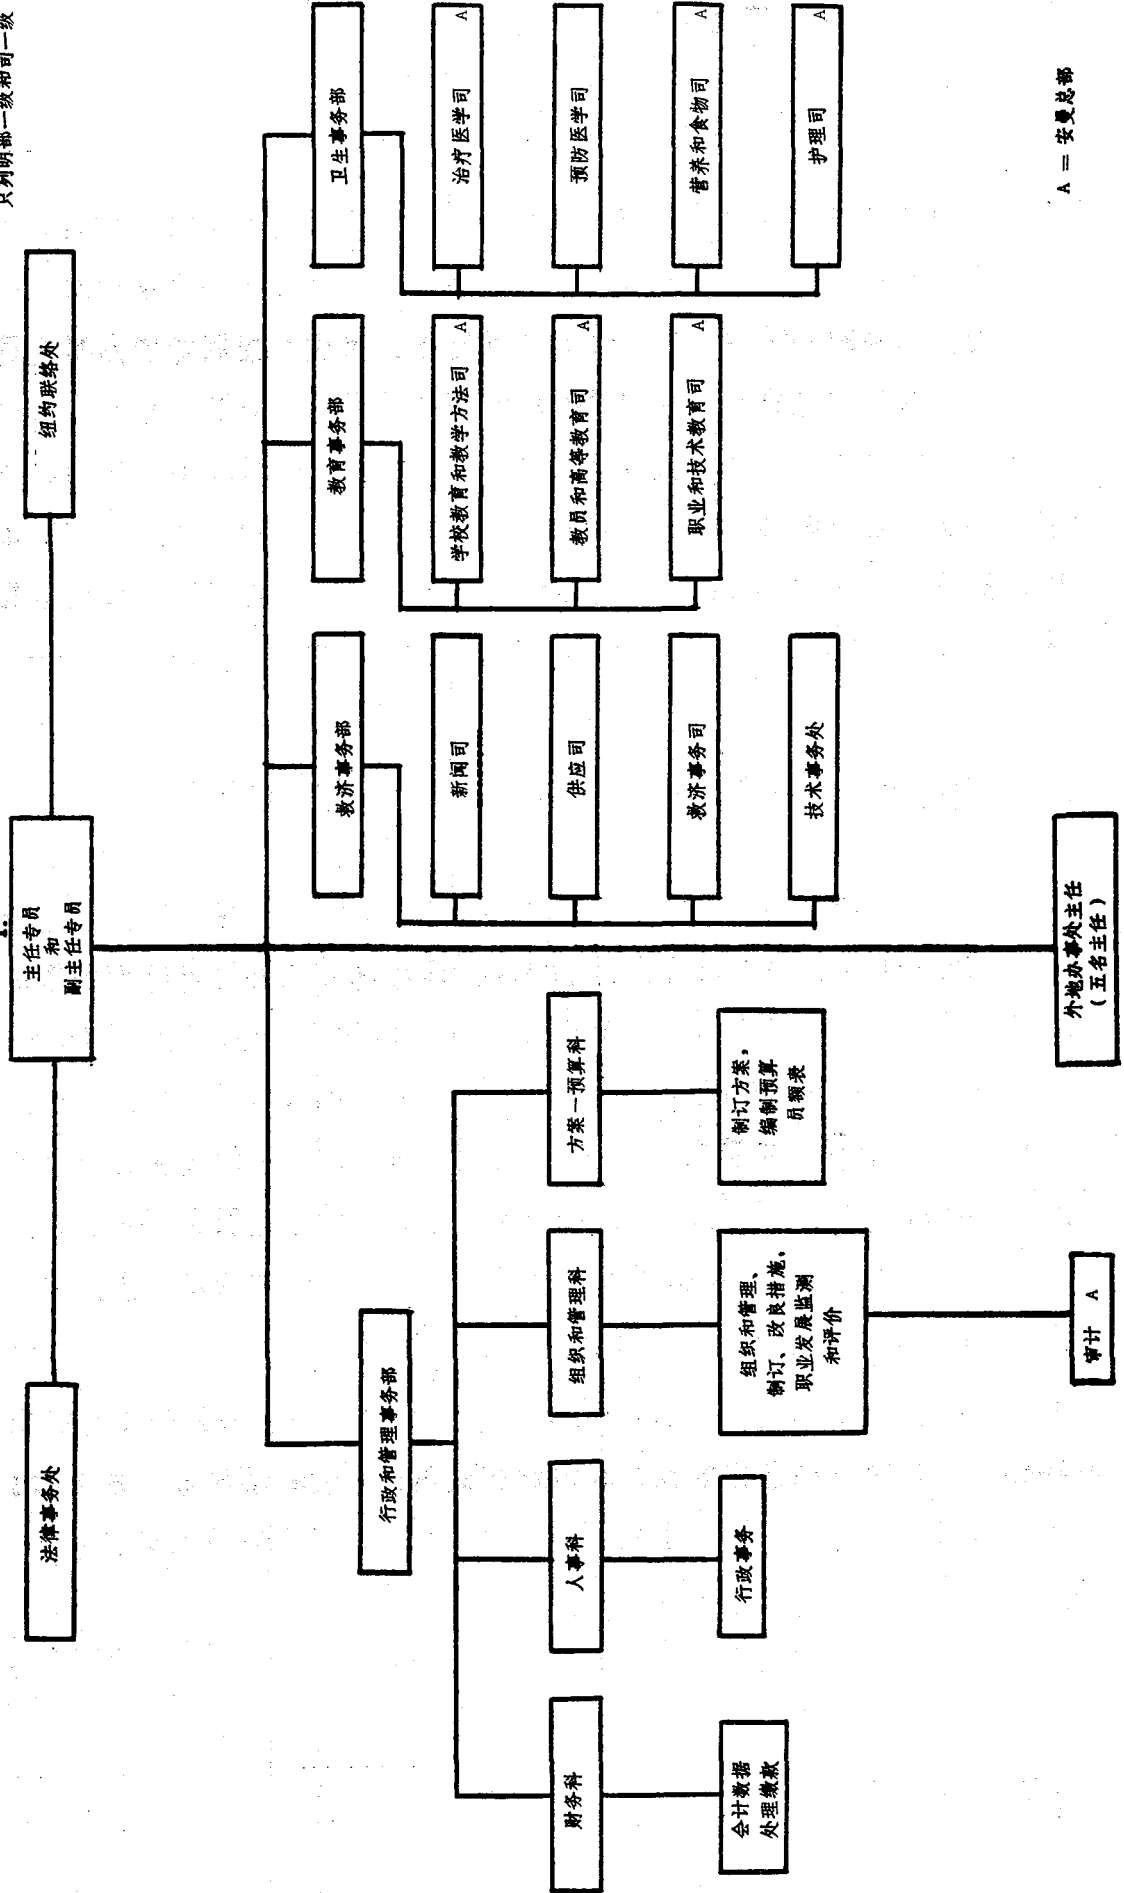 只列明部一级和司一级
法律事务处
主任专员
和
副主任专员
纽约联络处
行政和管理事务部
救济事务部
教育事务部
卫生事务部
新闻司
学校教育和教学方法司 A
治疗医学司 A
财务科
人事科
组织和管理科
方案—预算科
供应司
教员和高等教育司 A
预防医学司
救济事务司
职业和技术教育司 A
营养和食物司 A
会计数据
处理缴款
行政事务
组织和管理、
制订、改良措施、
职业发展监测
和评价
制订方案,
编制预算
员额表
技术事务处
护理司 A
审计 A
外地办事处主任
(五名主任)
A = 安曼总部